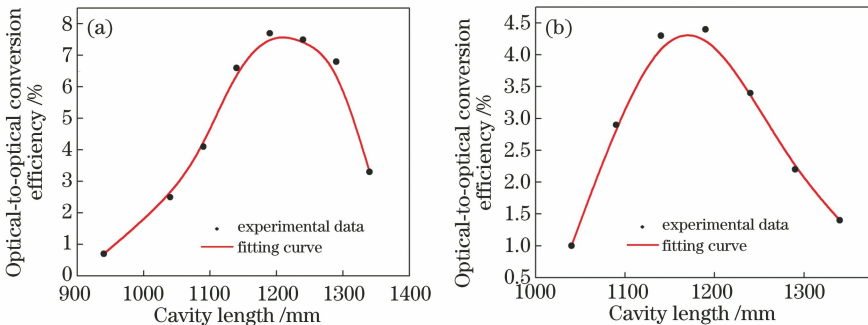 (a)
Optical-to-optical conversion
efficiency /%
8
7
6
5
4
3
2
1
0
experimental data
fitting curve
900 1000 1100 1200 1300 1400
Cavity length /mm
(b)
Optical-to-optical conversion
efficiency /%
4.5
4.0
3.5
3.0
2.5
2.0
1.5
1.0
0.5
experimental data
fitting curve
1000 1100 1200 1300
Cavity length /mm